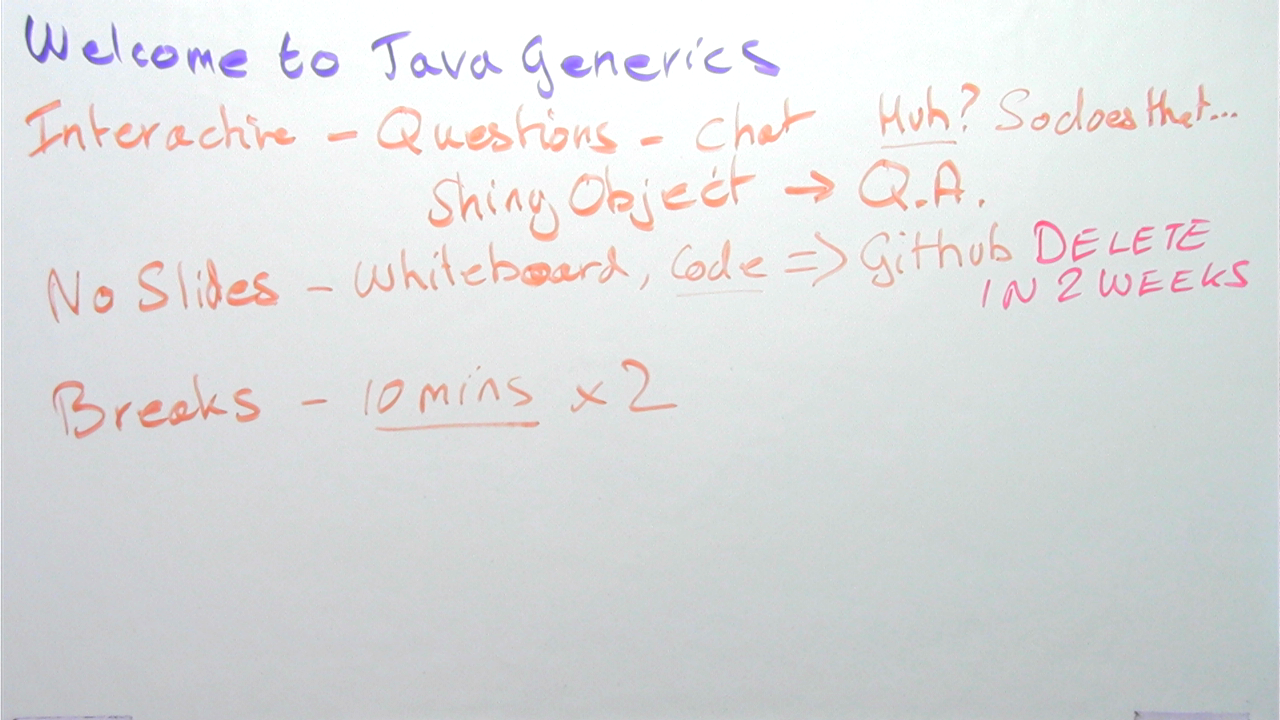 Welcome to Java Generics
Interactive - Questions - Chat Huh? So does that...
Shiny Object → Q.A.
No Slides - Whiteboard, Code => Github DELETE
IN 2 WEEKS
Breaks - 10 mins x 2